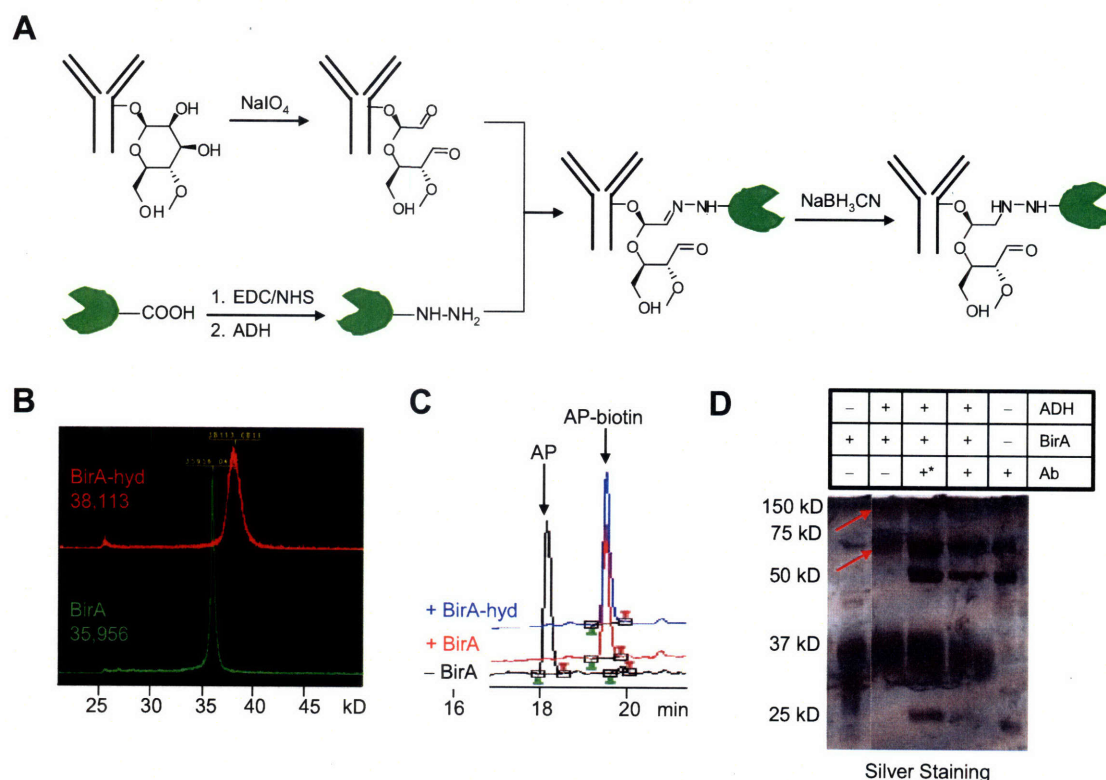 A
NaIO4
O
OH
OH
O
OH
O
O
O
O
O
OH
O
O
N-NH
O
O
OH
O
NaBH3CN
O
HN-NH
O
O
OH
O
COOH
1. EDC/NHS
2. ADH
NH-NH2
B
BirA-hyd
38,113
BirA
35,956
25 30 35 40 45 kD
C
AP-biotin
AP
+ BirA-hyd
+ BirA
– BirA
16 18 20 min
D
– + + + – ADH
+ + + + – BirA
– – +* + + Ab
150 kD
75 kD
50 kD
37 kD
25 kD
Silver Staining